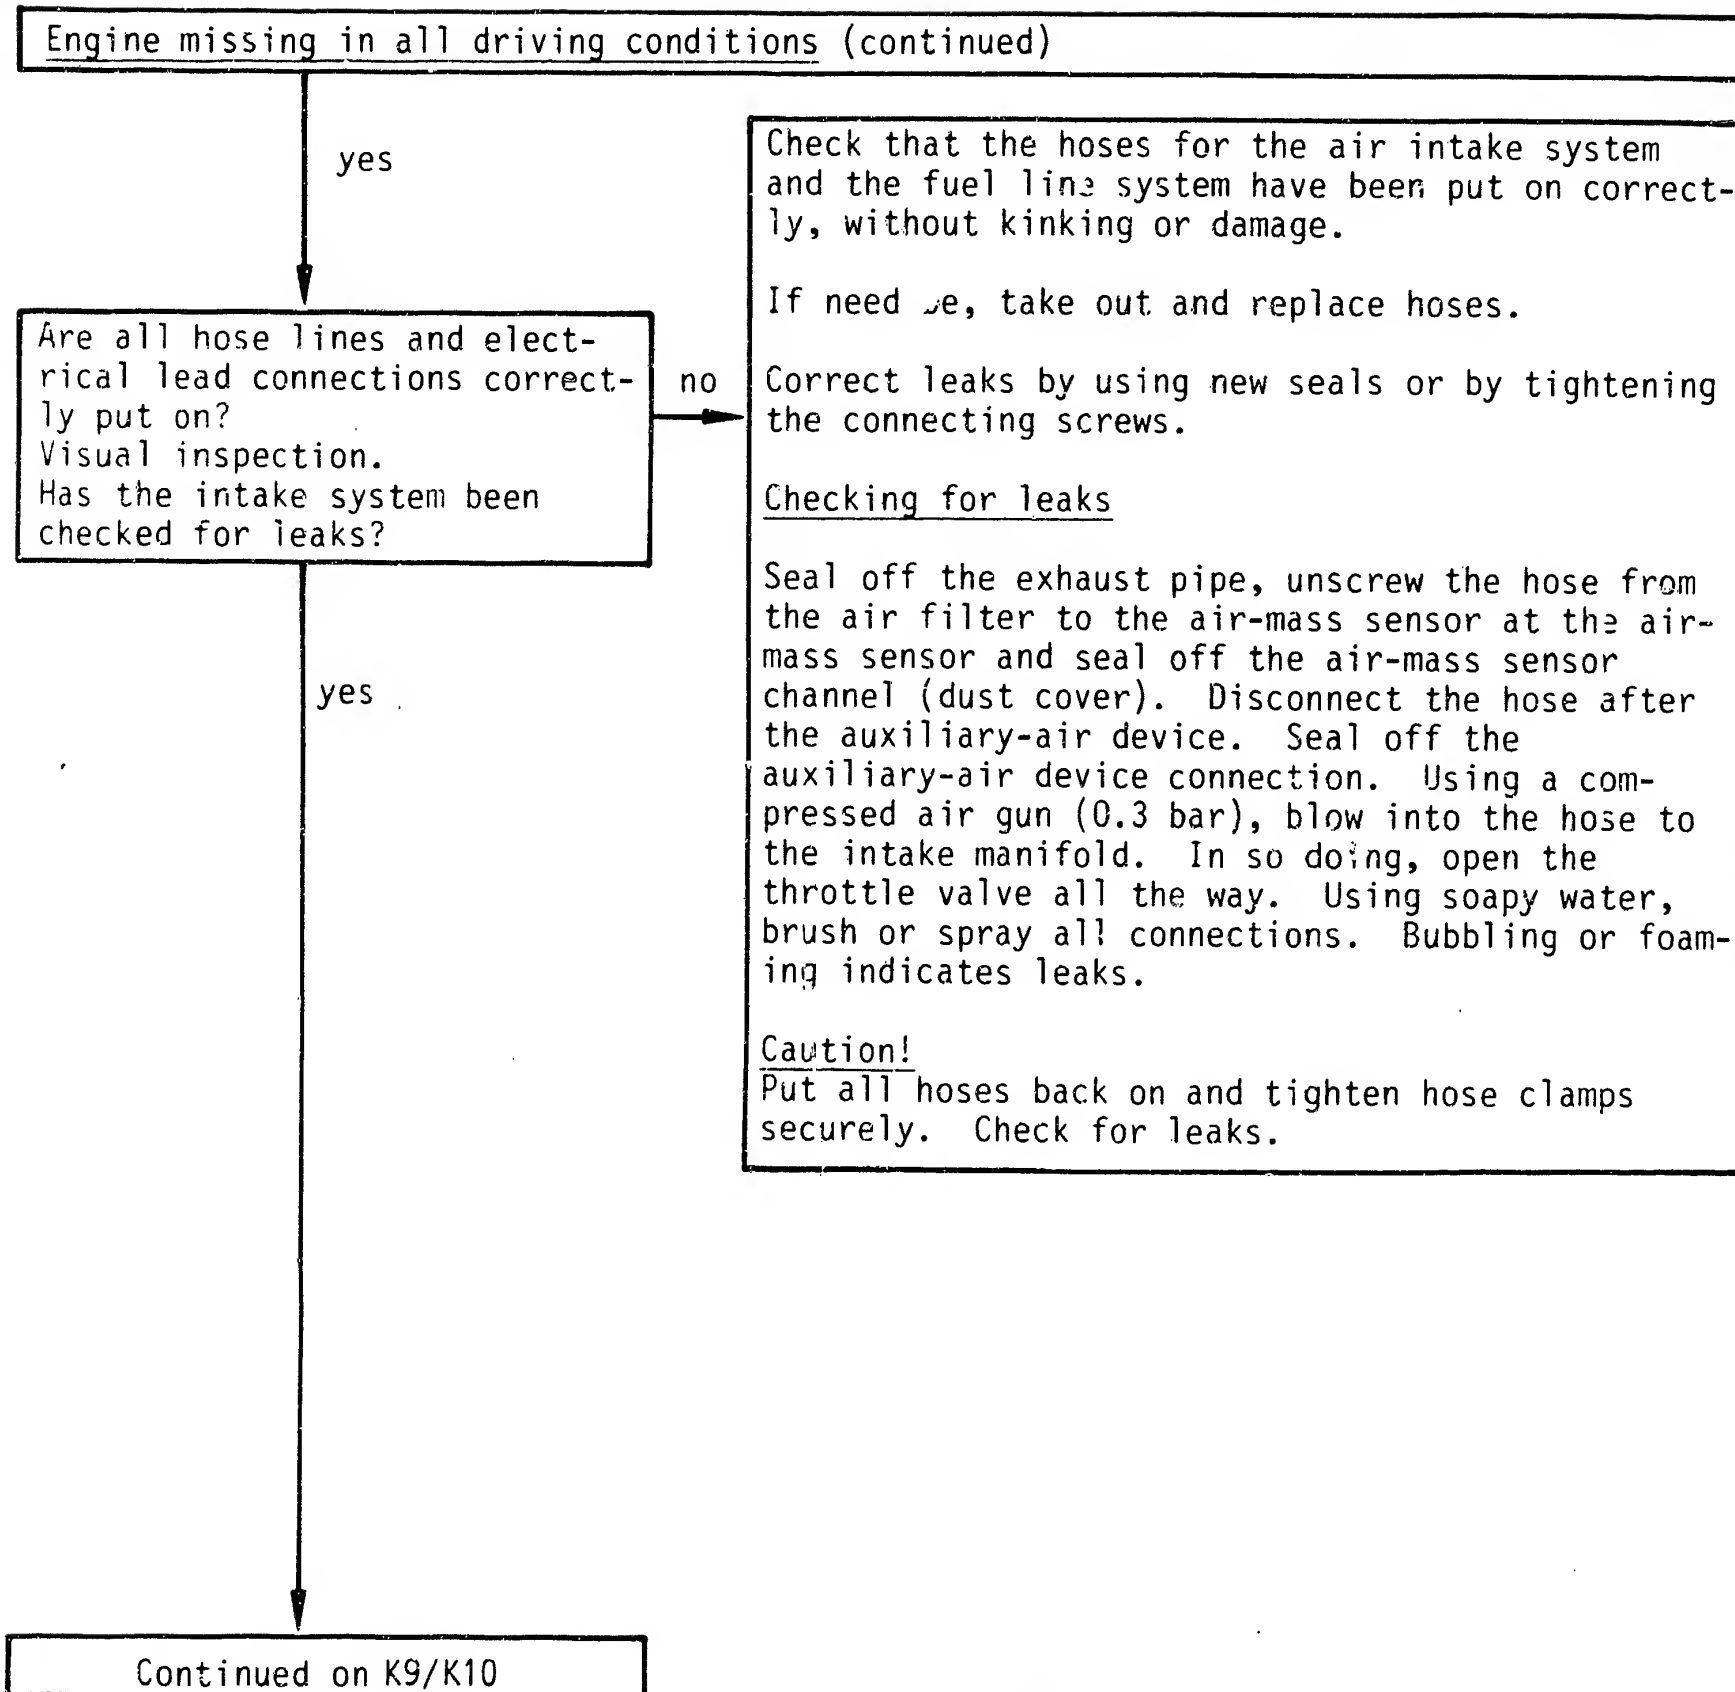 Engine missing in all driving conditions (continued)
yes
Are all hose lines and elect-
rical lead connections correct-
ly put on?
Visual inspection.
Has the intake system been
checked for leaks?
no
Check that the hoses for the air intake system
and the fuel line system have been put on correct-
ly, without kinking or damage.
If need be, take out and replace hoses.
Correct leaks by using new seals or by tightening
the connecting screws.
Checking for leaks
Seal off the exhaust pipe, unscrew the hose from
the air filter to the air-mass sensor at the air-
mass sensor and seal off the air-mass sensor
channel (dust cover). Disconnect the hose after
the auxiliary-air device. Seal off the
auxiliary-air device connection. Using a com-
pressed air gun (0.3 bar), blow into the hose to
the intake manifold. In so doing, open the
throttle valve all the way. Using soapy water,
brush or spray all connections. Bubbling or foam-
ing indicates leaks.
Caution!
Put all hoses back on and tighten hose clamps
securely. Check for leaks.
yes
Continued on K9/K10